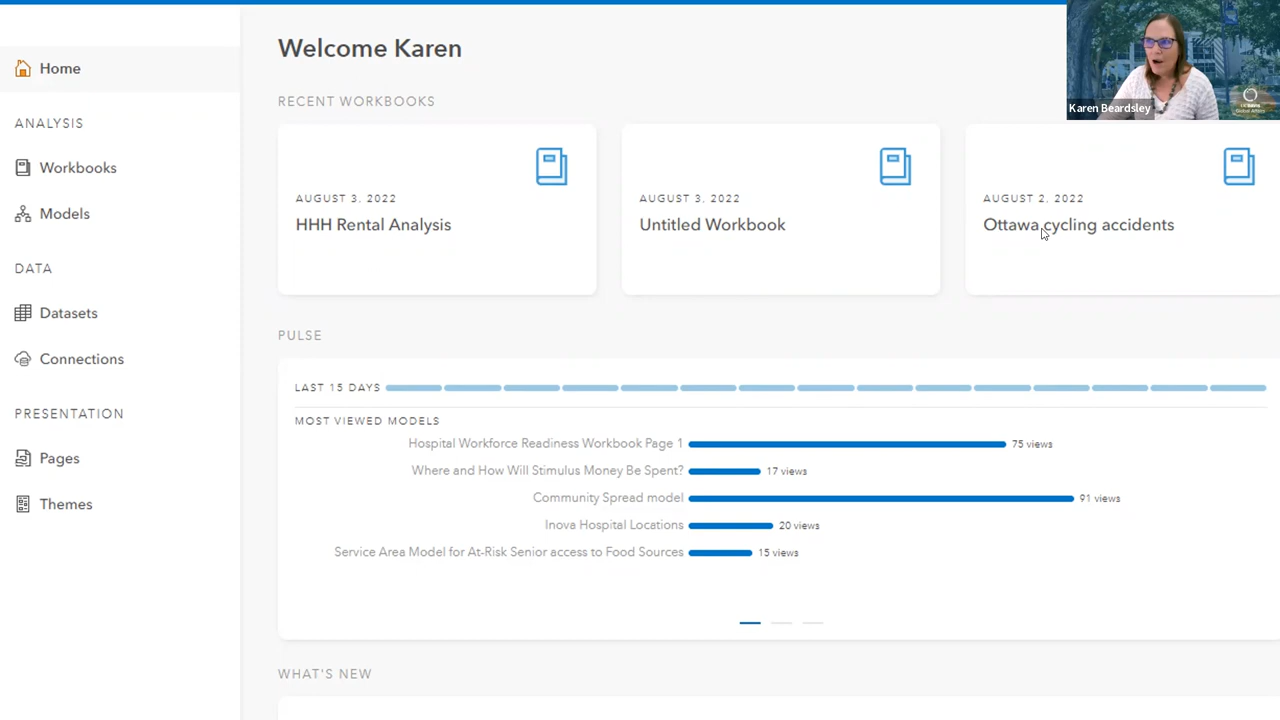 Welcome Karen
Home
RECENT WORKBOOKS
Karen Beardsley
UC DAVIS
Global Affairs
ANALYSIS
Workbooks
Models
AUGUST 3, 2022
HHH Rental Analysis
AUGUST 3, 2022
Untitled Workbook
AUGUST 2, 2022
Ottawa cycling accidents
DATA
Datasets
Connections
PRESENTATION
Pages
Themes
PULSE
LAST 15 DAYS
MOST VIEWED MODELS
Hospital Workforce Readiness Workbook Page 1 75 views
Where and How Will Stimulus Money Be Spent? 17 views
Community Spread model 91 views
Inova Hospital Locations 20 views
Service Area Model for At-Risk Senior access to Food Sources 15 views
WHAT'S NEW